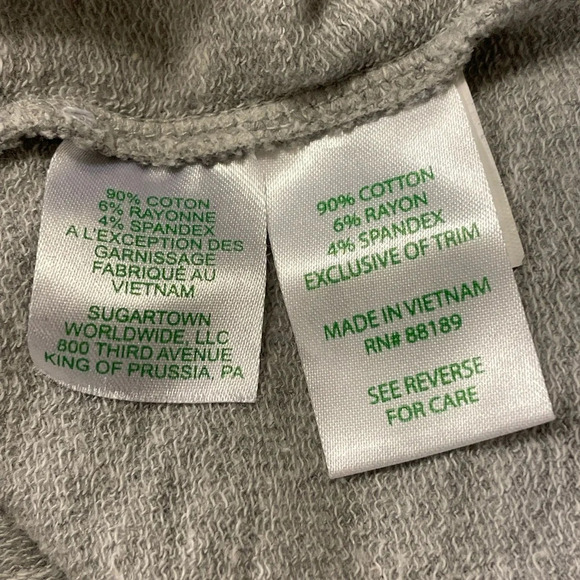 90% COTON
6% RAYONNE
4% SPANDEX
A L'EXCEPTION DES
GARNISSAGE
FABRIQUÉ AU
VIETNAM
SUGARTOWN
WORLDWIDE, LLC
800 THIRD AVENUE
KING OF PRUSSIA, PA
90% COTTON
6% RAYON
4% SPANDEX
EXCLUSIVE OF TRIM
MADE IN VIETNAM
RN# 88189
SEE REVERSE
FOR CARE